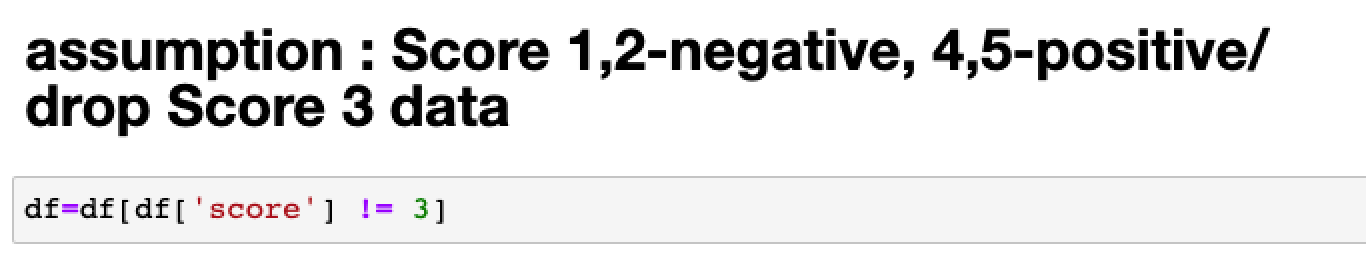 assumption : Score 1,2-negative, 4,5-positive/
drop Score 3 data
df=df[df['score'] != 3]